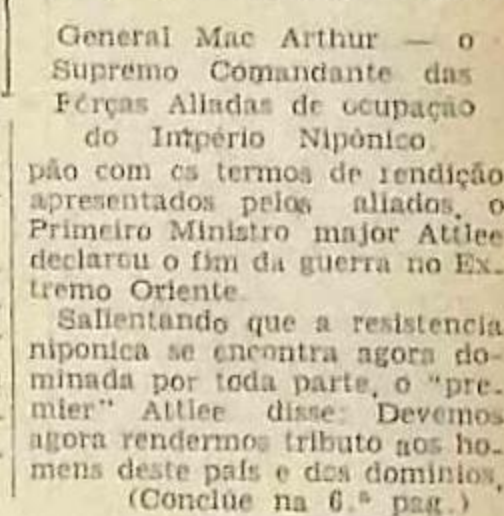 General Mac Arthur — o
Supremo Comandante das
Fôrças Aliadas de ocupação
do Império Nipônico
pão com os termos de rendição
apresentados pelos aliados, o
Primeiro Ministro major Attlee
declarou o fim da guerra no Ex-
tremo Oriente.
Salientando que a resistencia
niponica se encontra agora do-
minada por toda parte, o "pre-
mier" Attlee disse: Devemos
agora rendermos tributo aos ho-
mens deste país e dos dominios,
(Conclue na 6.ª pag.)